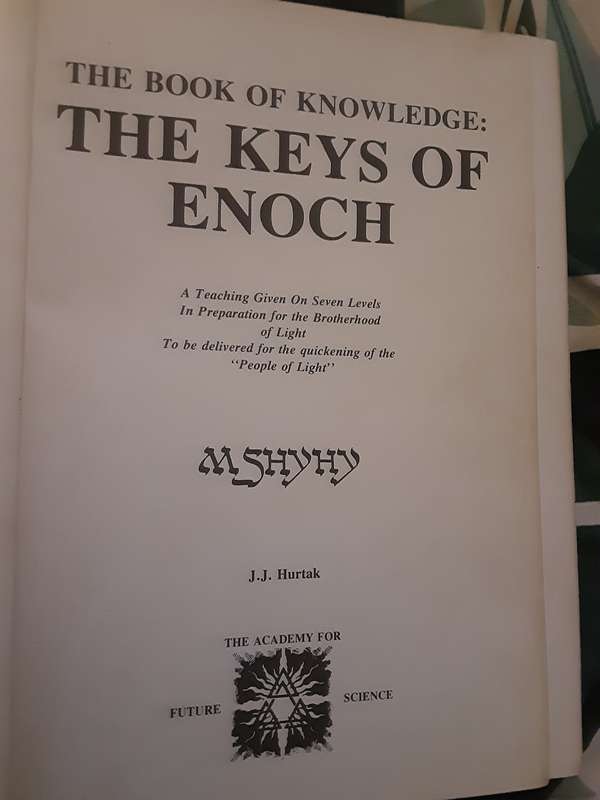 THE BOOK OF KNOWLEDGE:
THE KEYS OF
ENOCH
A Teaching Given On Seven Levels
In Preparation for the Brotherhood
of Light
To be delivered for the quickening of the
“People of Light”
MSHYHY
J.J. Hurtak
THE ACADEMY FOR
FUTURE SCIENCE